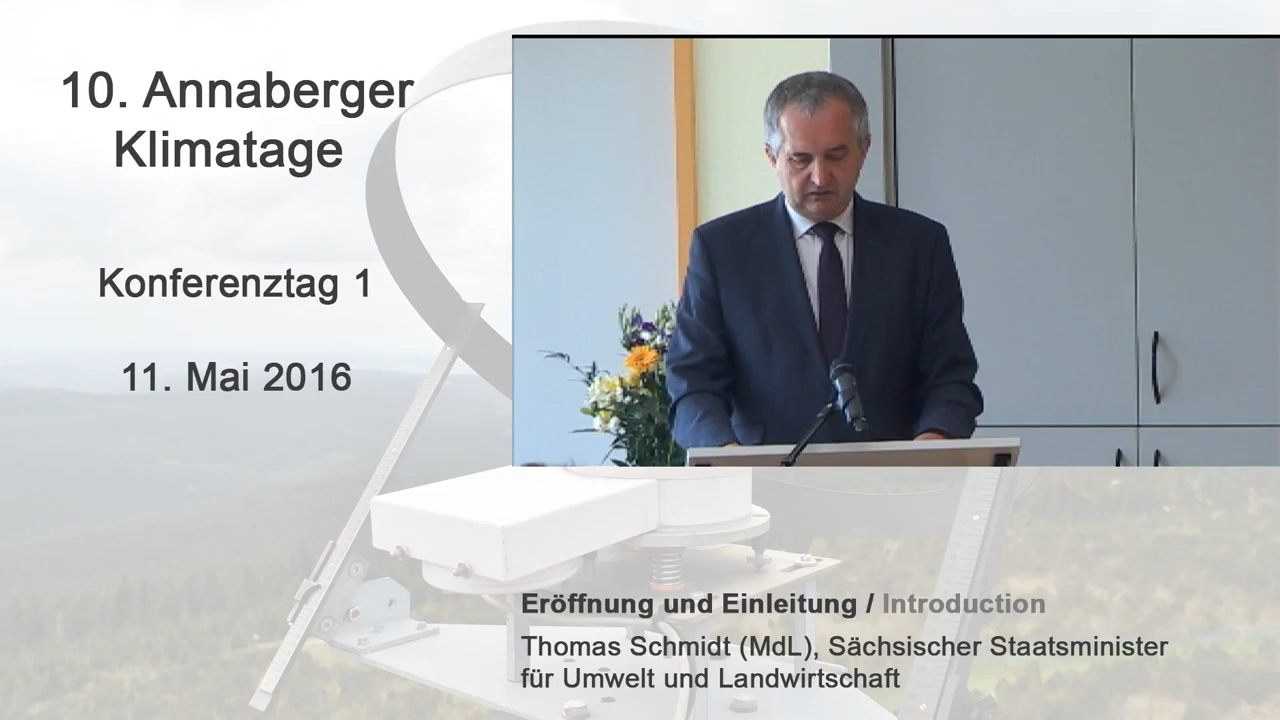 10. Annaberger
Klimatage
Konferenztag 1
11. Mai 2016
Eröffnung und Einleitung / Introduction
Thomas Schmidt (MdL), Sächsischer Staatsminister
für Umwelt und Landwirtschaft